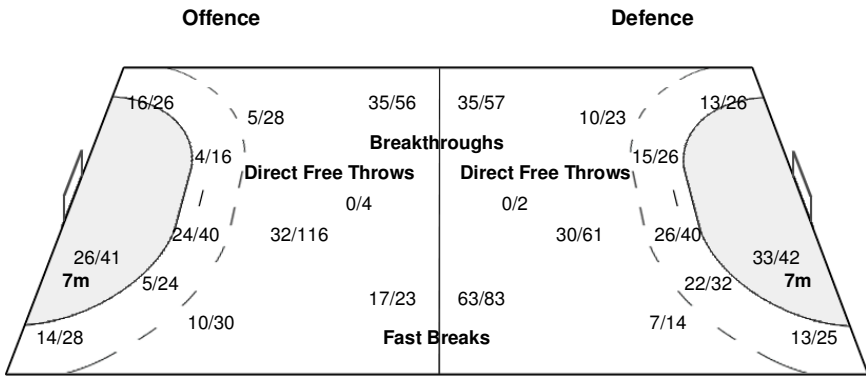 Offence Defence
16/26 35/56 35/57 13/26
5/28 10/23
Breakthroughs
4/16 15/26
Direct Free Throws Direct Free Throws
0/4 0/2
24/40 32/116 30/61 26/40
26/41 33/42
7m 5/24 22/32 7m
17/23 63/83
10/30 7/14
14/28 Fast Breaks 13/25